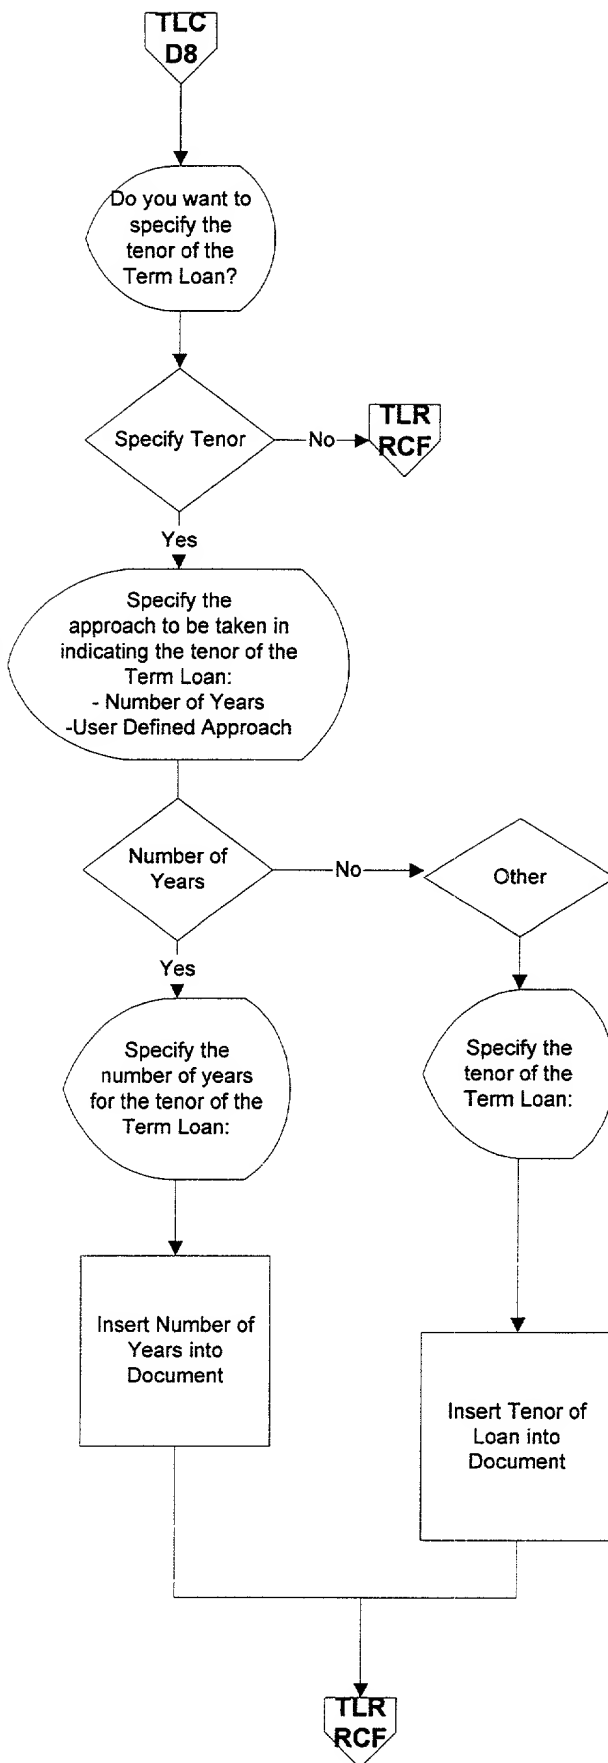 TLC
D8
Do you want to
specify the
tenor of the
Term Loan?
Specify Tenor
No
TLR
RCF
Yes
Specify the
approach to be taken in
indicating the tenor of the
Term Loan:
- Number of Years
-User Defined Approach
Number of
Years
No
Other
Yes
Specify the
number of years
for the tenor of the
Term Loan:
Specify the
tenor of the
Term Loan:
Insert Number of
Years into
Document
Insert Tenor of
Loan into
Document
TLR
RCF